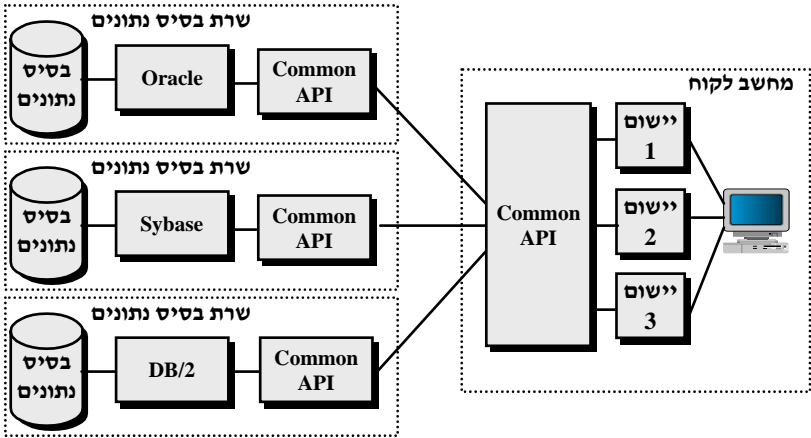 שרת בסיס נתונים
בסיס
נתונים
Oracle
Common
API
שרת בסיס נתונים
בסיס
נתונים
Sybase
Common
API
שרת בסיס נתונים
בסיס
נתונים
DB/2
Common
API
מחשב לקוח
Common
API
יישום
1
יישום
2
יישום
3